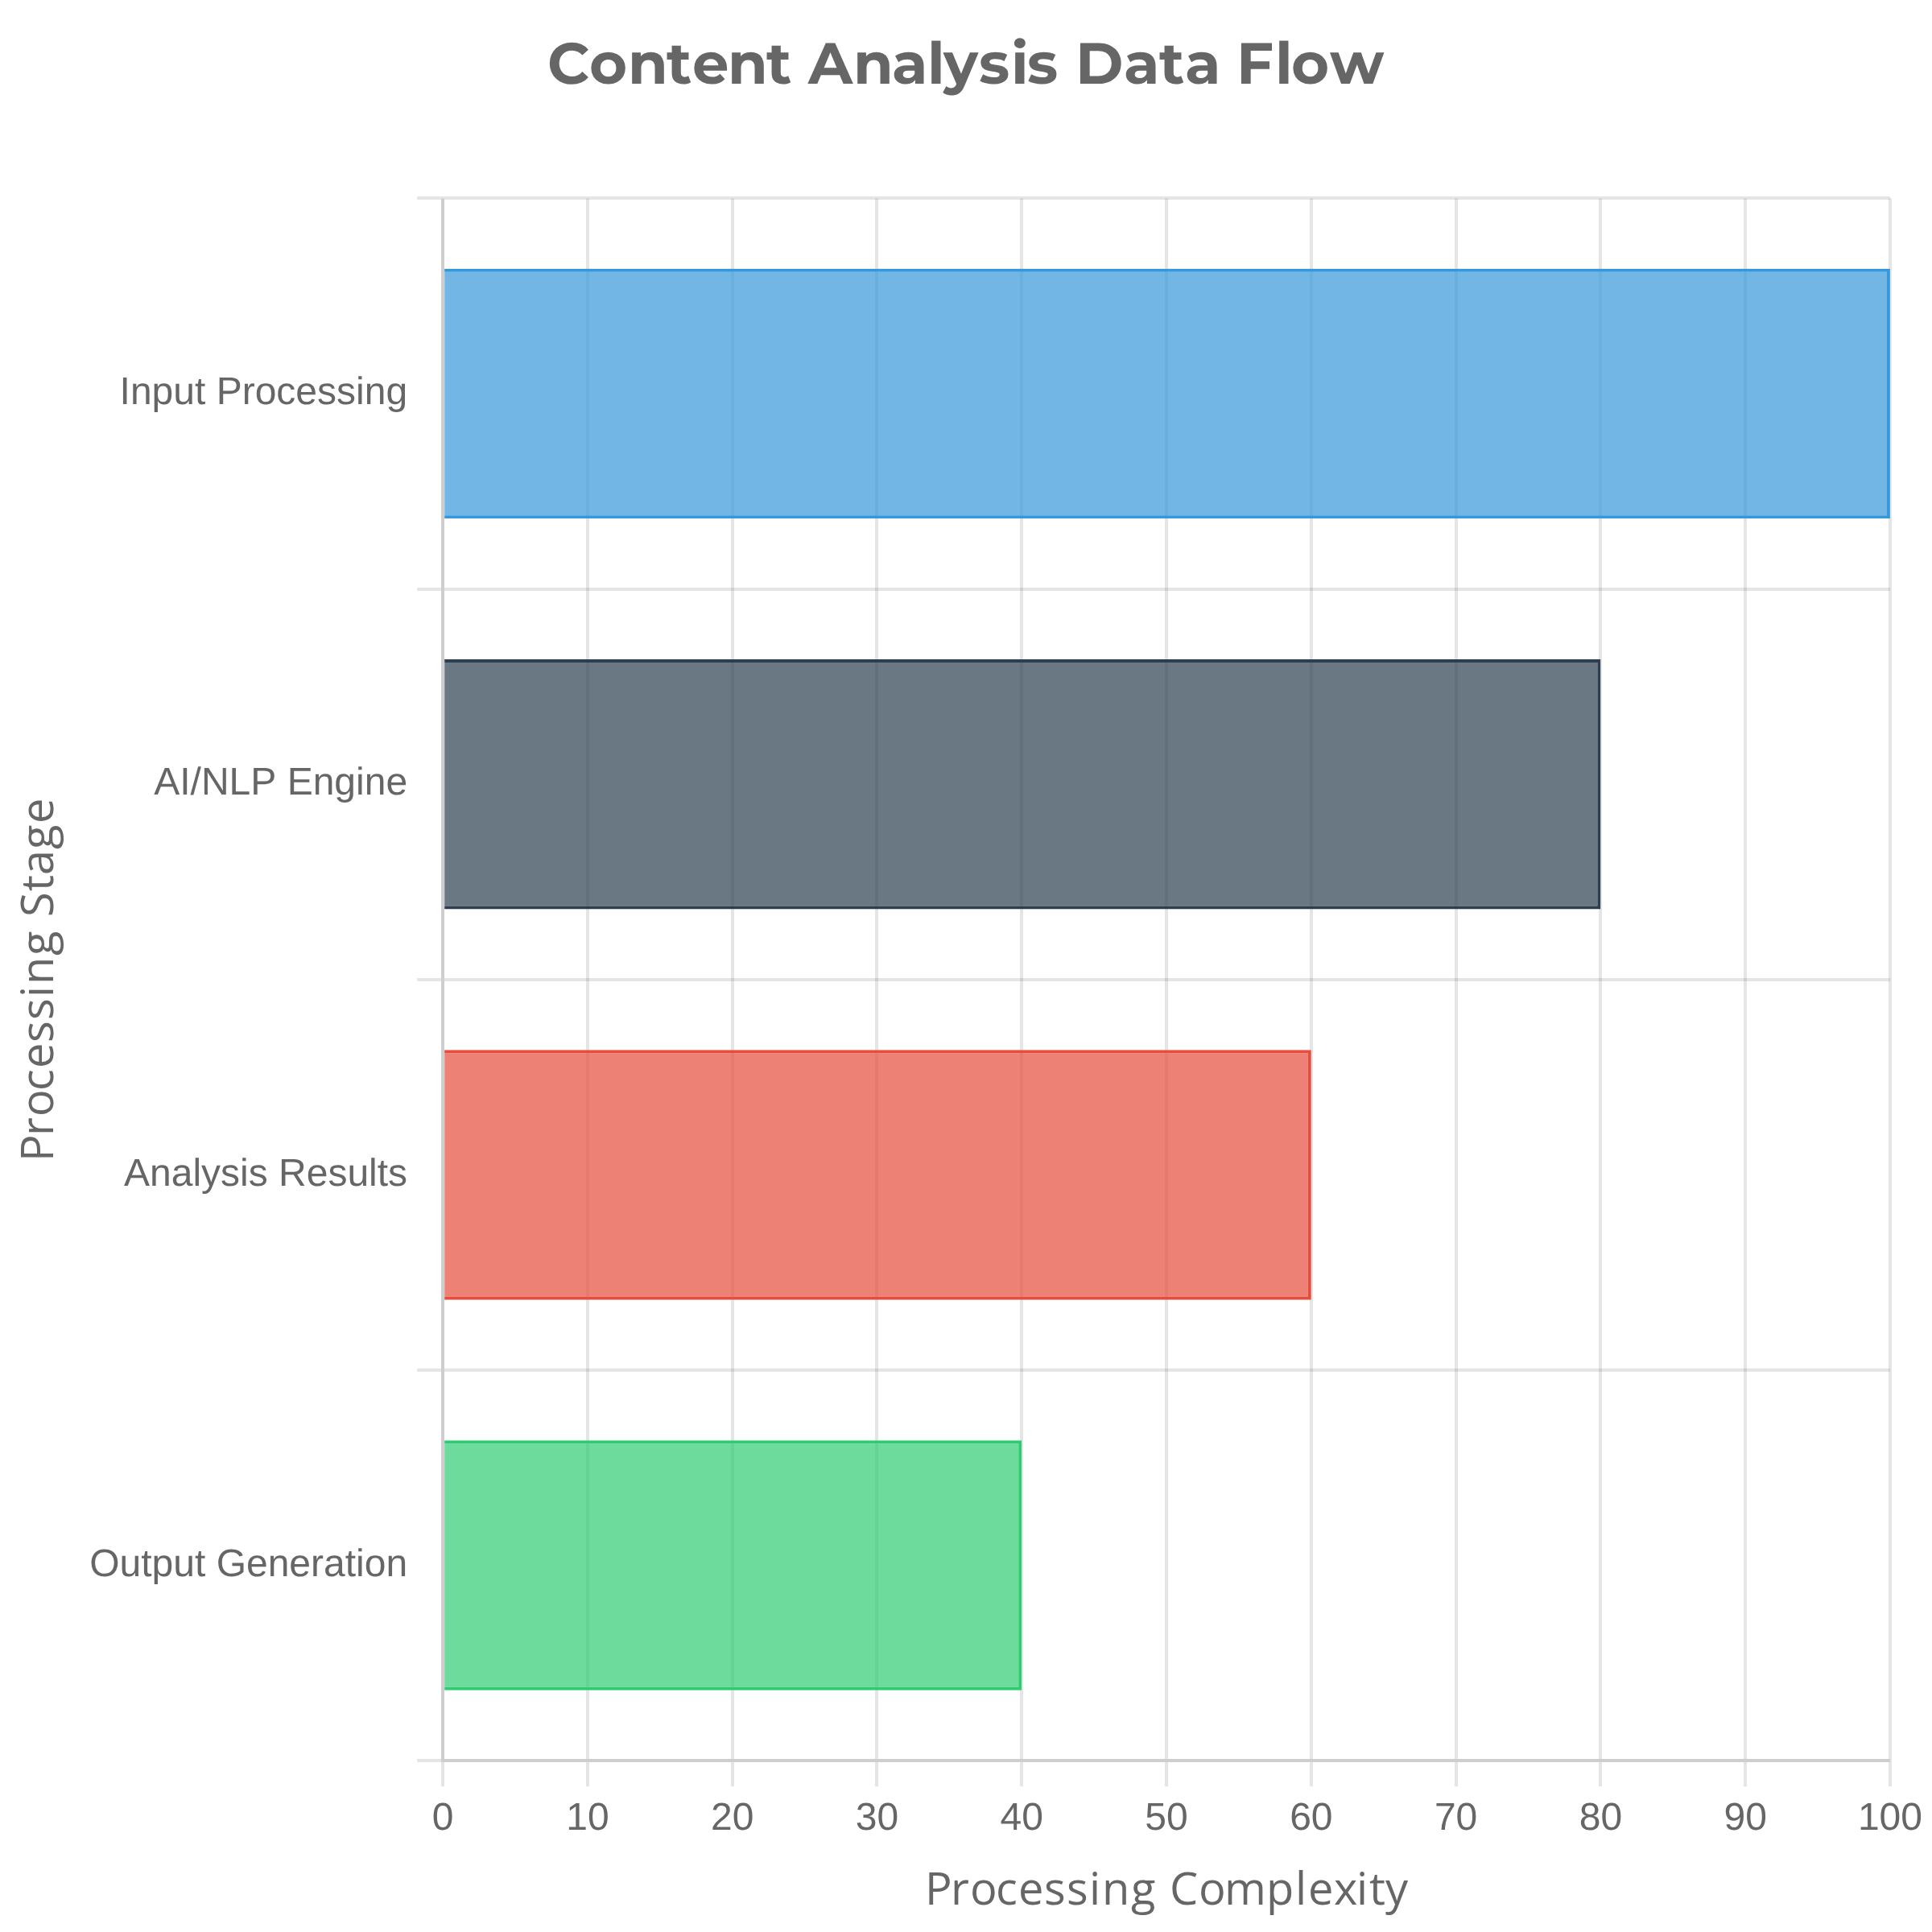 Content Analysis Data Flow
Processing Stage
Input Processing
AI/NLP Engine
Analysis Results
Output Generation
0 10 20 30 40 50 60 70 80 90 100
Processing Complexity